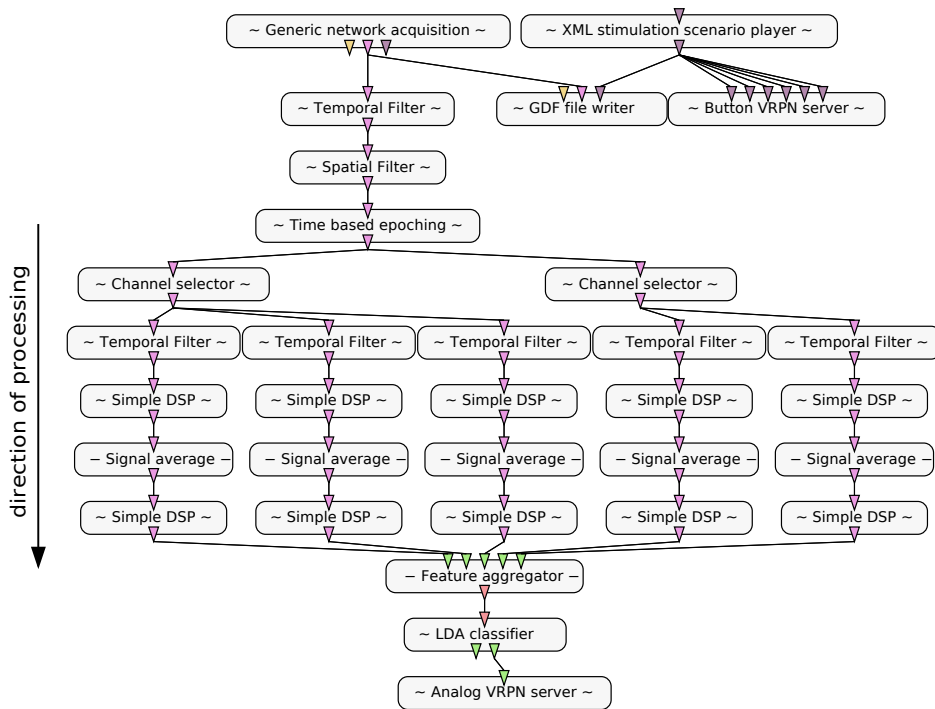 ~ Generic network acquisition ~
~ XML stimulation scenario player ~
~ Temporal Filter ~
~ GDF file writer
~ Button VRPN server ~
~ Spatial Filter ~
~ Time based epoching ~
direction of processing
~ Channel selector ~
~ Channel selector ~
~ Temporal Filter ~
~ Temporal Filter ~
~ Temporal Filter ~
~ Temporal Filter ~
~ Temporal Filter ~
~ Simple DSP ~
~ Simple DSP ~
~ Simple DSP ~
~ Simple DSP ~
~ Simple DSP ~
− Signal average −
− Signal average −
− Signal average −
− Signal average −
− Signal average −
~ Simple DSP ~
~ Simple DSP ~
~ Simple DSP ~
~ Simple DSP ~
~ Simple DSP ~
− Feature aggregator −
~ LDA classifier
~ Analog VRPN server ~